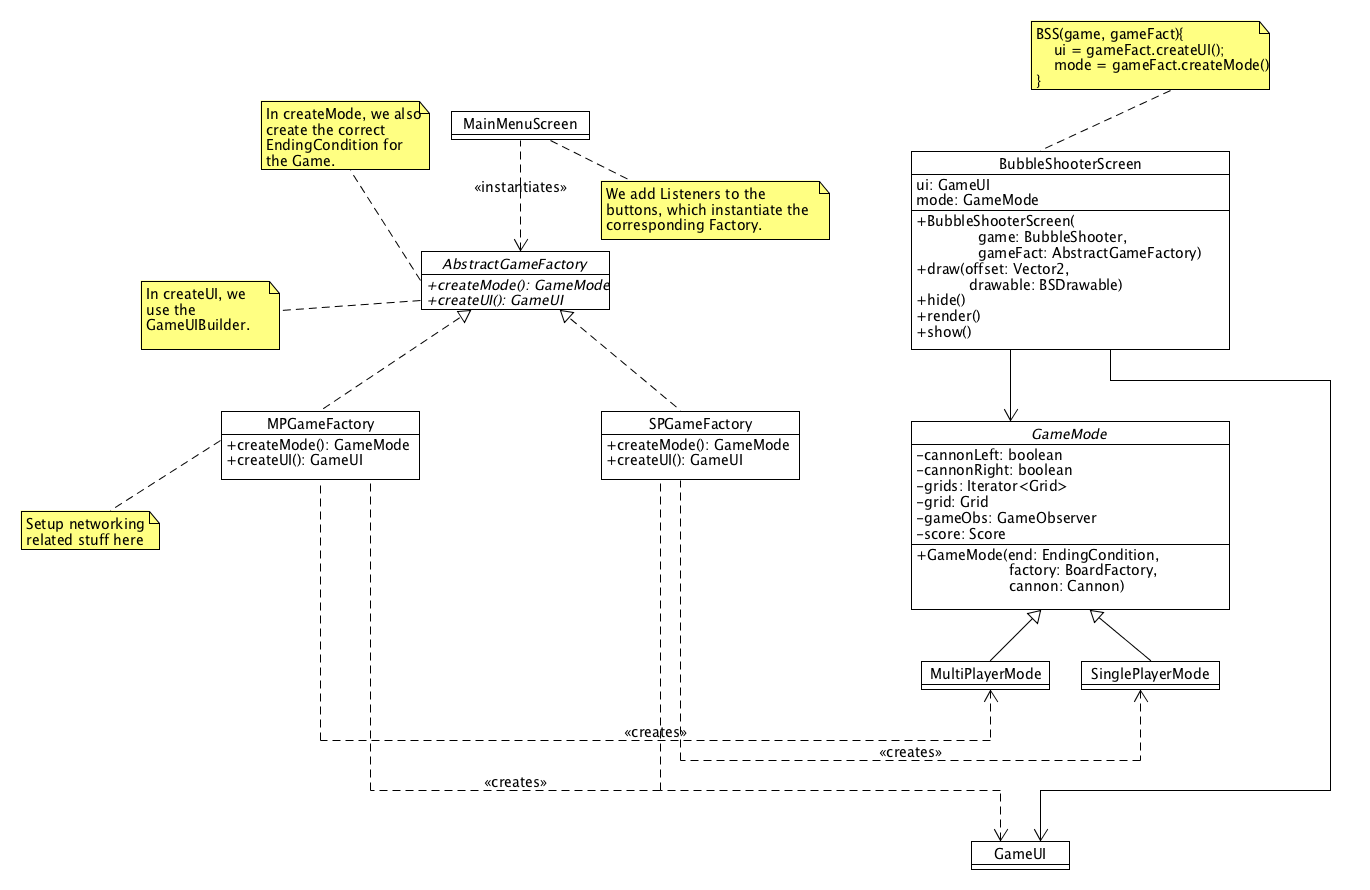 BSS(game, gameFact){
ui = gameFact.createUI();
mode = gameFact.createMode()
}
In createMode, we also
create the correct
EndingCondition for
the Game.
MainMenuScreen
«instantiates»
We add Listeners to the
buttons, which instantiate the
corresponding Factory.
BubbleShooterScreen
ui: GameUI
mode: GameMode
+BubbleShooterScreen(
game: BubbleShooter,
gameFact: AbstractGameFactory)
+draw(offset: Vector2,
drawable: BSDrawable)
+hide()
+render()
+show()
AbstractGameFactory
+createMode(): GameMode
+createUI(): GameUI
In createUI, we
use the
GameUIBuilder.
MPGameFactory
+createMode(): GameMode
+createUI(): GameUI
SPGameFactory
+createMode(): GameMode
+createUI(): GameUI
GameMode
-cannonLeft: boolean
-cannonRight: boolean
-grids: Iterator<Grid>
-grid: Grid
-gameObs: GameObserver
-score: Score
+GameMode(end: EndingCondition,
factory: BoardFactory,
cannon: Cannon)
Setup networking
related stuff here
MultiPlayerMode
SinglePlayerMode
«creates»
«creates»
«creates»
GameUI